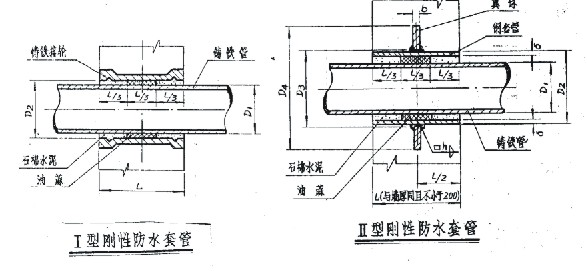 铸铁套轮
铸铁管
L/3
L/3
L/3
D2
D1
石棉水泥
油麻
L
I型刚性防水套管
b
翼环
钢套管
δ
L/3
L/3
L/3
D4
D3
D1
D2
δ
铸铁管
石棉水泥
h
油麻
L/2
L(与墙厚同且不小于200)
II型刚性防水套管